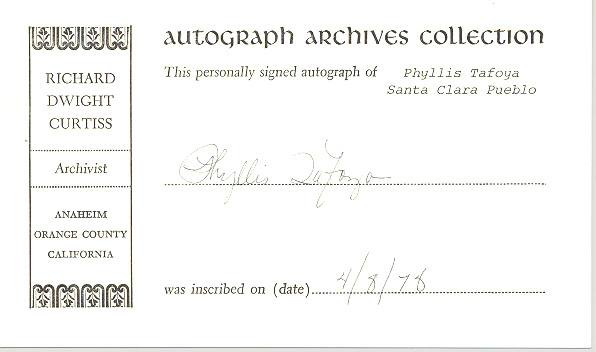 autograph archives collection
RICHARD
DWIGHT
CURTISS
Archivist
ANAHEIM
ORANGE COUNTY
CALIFORNIA
This personally signed autograph of Phyllis Tafoya
Santa Clara Pueblo
Phyllis Tafoya
was inscribed on (date) 4/8/78